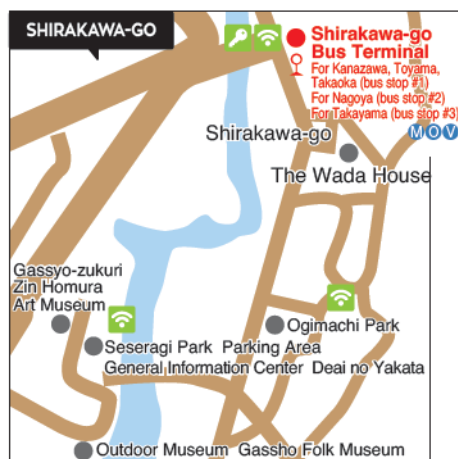 SHIRAKAWA-GO
Shirakawa-go
Bus Terminal
For Kanazawa, Toyama,
Takaoka (bus stop #1)
For Nagoya (bus stop #2)
For Takayama (bus stop #3)
M O V
Shirakawa-go
The Wada House
Gassyo-zukuri
Zin Homura
Art Museum
Ogimachi Park
Seseragi Park Parking Area
General Information Center Deai no Yakata
Outdoor Museum Gassho Folk Museum